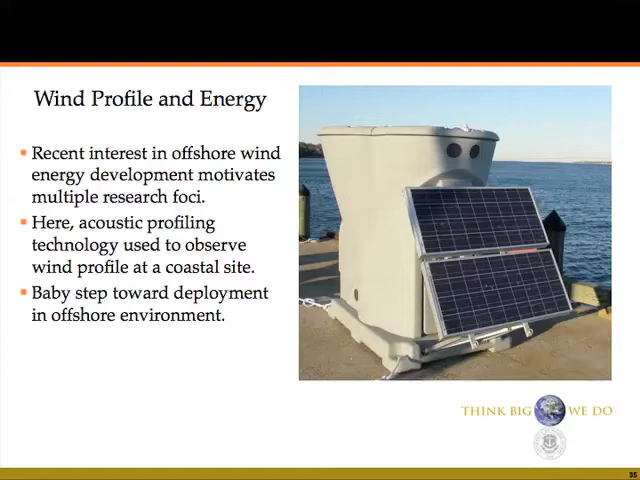 Wind Profile and Energy
Recent interest in offshore wind
energy development motivates
multiple research foci.
Here, acoustic profiling
technology used to observe
wind profile at a coastal site.
Baby step toward deployment
in offshore environment.
THINK BIG WE DO
35